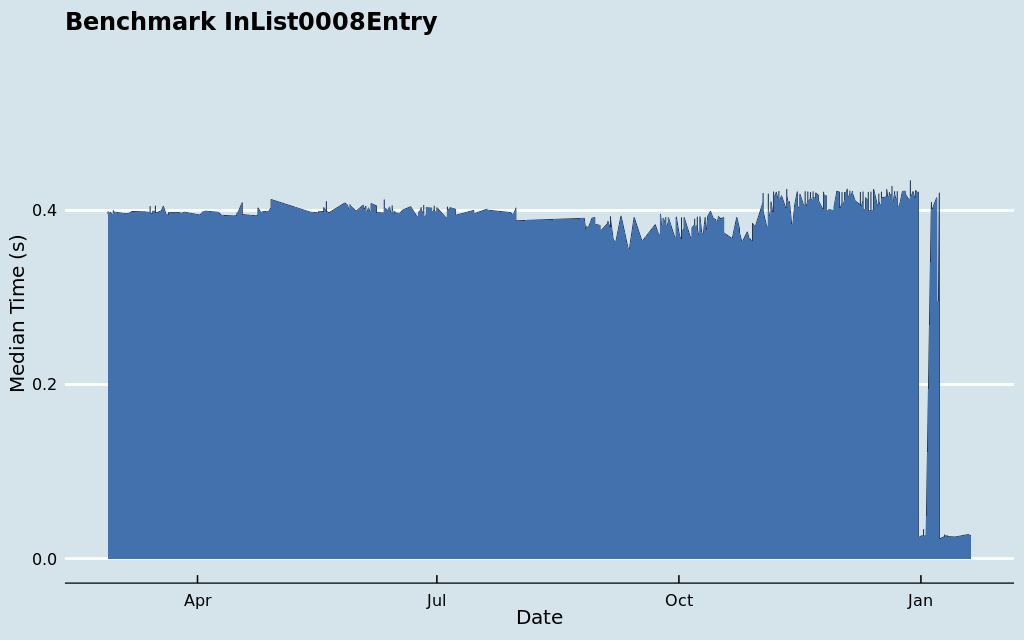 Benchmark InList0008Entry
Median Time (s)
0.4
0.2
0.0
Apr
Jul
Oct
Jan
Date